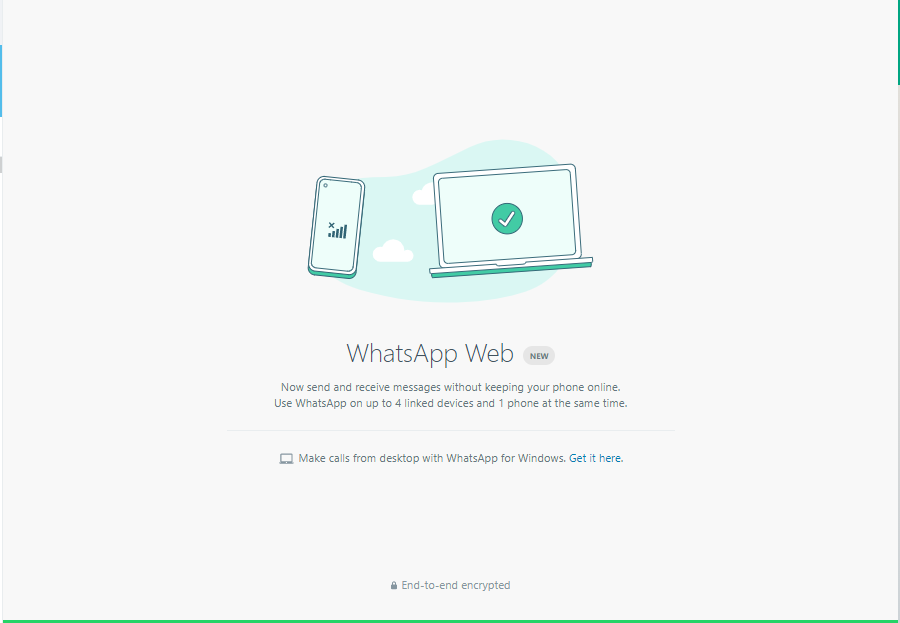 WhatsApp Web NEW
Now send and receive messages without keeping your phone online.
Use WhatsApp on up to 4 linked devices and 1 phone at the same time.
Make calls from desktop with WhatsApp for Windows. Get it here.
End-to-end encrypted